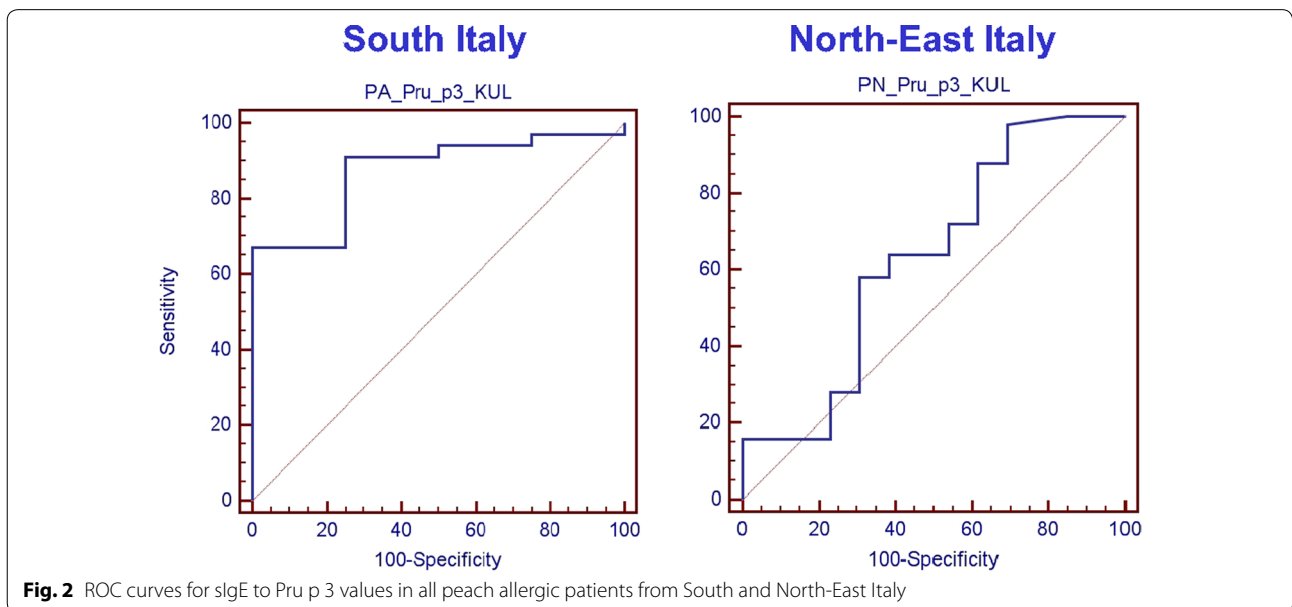 South Italy
PA_Pru_p3_KUL
100
80
60
40
20
0
Sensitivity
0 20 40 60 80 100
100-Specificity
North-East Italy
PN_Pru_p3_KUL
100
80
60
40
20
0
0 20 40 60 80 100
100-Specificity
Fig. 2 ROC curves for sIgE to Pru p 3 values in all peach allergic patients from South and North-East Italy